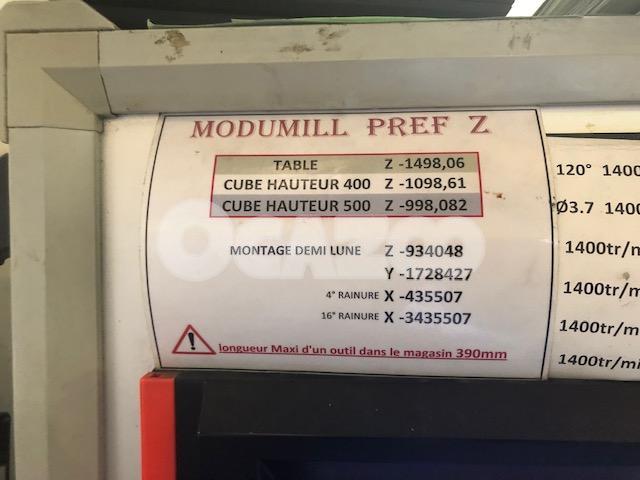 MODUMILL PREF Z
TABLE Z -1498,06
CUBE HAUTEUR 400 Z -1098,61
CUBE HAUTEUR 500 Z -998,082
OCAZOO
MONTAGE DEMI LUNE Z -934048
Y -1728427
4° RAINURE X -435507
16° RAINURE X -3435507
longueur Maxi d'un outil dans le magasin 390mm
120° 1400
Ø3.7 1400
1400tr/m
1400tr/m
1400tr/m
1400tr/mi